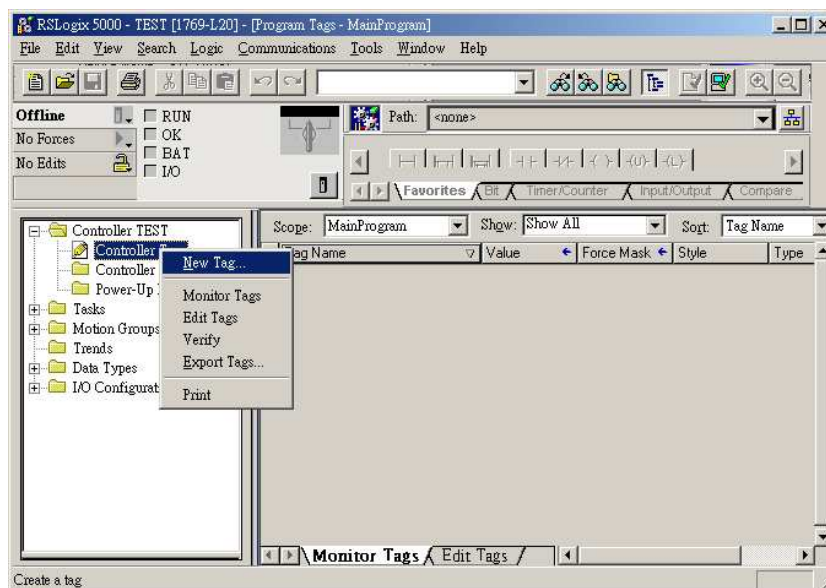 RSLogix 5000 - TEST [1769-L20] - [Program Tags - MainProgram]
File Edit View Search Logic Communications Tools Window Help
Offline
RUN
Path: <none>
No Forces
OK
No Edits
BAT
I/O
Favorites Bit Timer/Counter Input/Output Compare
Controller TEST
Scope: MainProgram Show: Show All Sort: Tag Name
Controller
Tag Name Value Force Mask Style Type
Controller
Power-Up
Tasks
Motion Groups
Trends
Data Types
I/O Configurat
New Tag...
Monitor Tags
Edit Tags
Verify
Export Tags...
Print
Monitor Tags Edit Tags
Create a tag